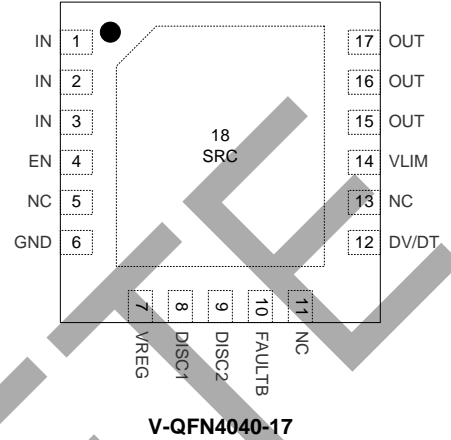 IN 1
IN 2
IN 3
EN 4
NC 5
GND 6
17 OUT
16 OUT
15 OUT
14 VLIM
13 NC
12 DV/DT
18
SRC
7 VREG
8 DISC1
9 DISC2
10 FAULTB
11 NC
V-QFN4040-17